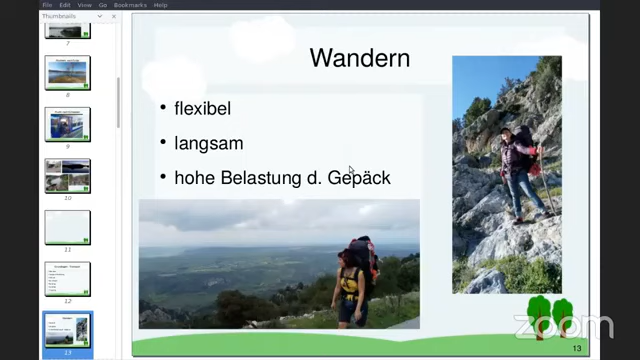 File Edit View Go Bookmarks Help
Thumbnails
7
8
9
10
11
12
13
Wandern
• flexibel
• langsam
• hohe Belastung d. Gepäck
zoom
13